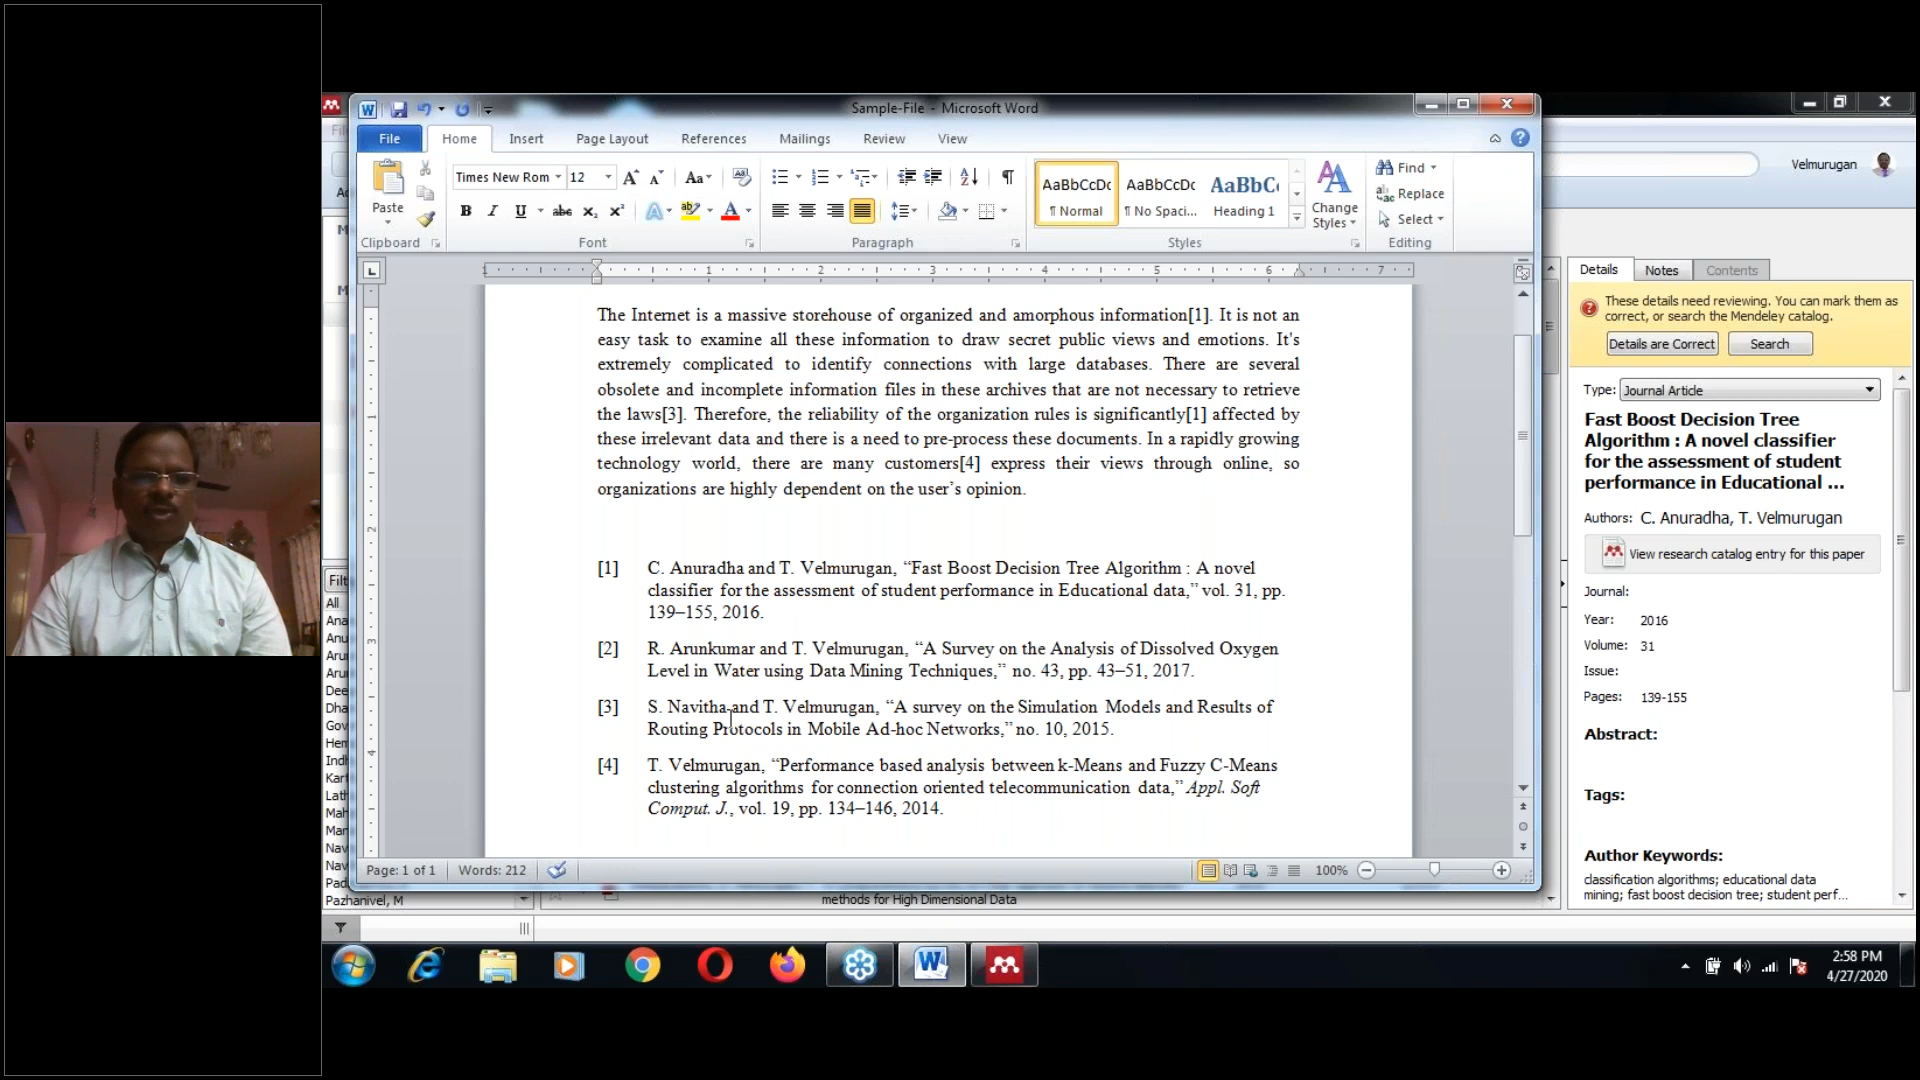 Sample-File - Microsoft Word
File Home Insert Page Layout References Mailings Review View
Velmurugan
Times New Rom 12
Paste
Clipboard Font Paragraph Styles Editing
AaBbCcDc AaBbCcDc AaBbC
¶ Normal ¶ No Spaci... Heading 1
Change
Styles
Find
Replace
Select
The Internet is a massive storehouse of organized and amorphous information[1]. It is not an
easy task to examine all these information to draw secret public views and emotions. It's
extremely complicated to identify connections with large databases. There are several
obsolete and incomplete information files in these archives that are not necessary to retrieve
the laws[3]. Therefore, the reliability of the organization rules is significantly[1] affected by
these irrelevant data and there is a need to pre-process these documents. In a rapidly growing
technology world, there are many customers[4] express their views through online, so
organizations are highly dependent on the user’s opinion.
[1] C. Anuradha and T. Velmurugan, “Fast Boost Decision Tree Algorithm : A novel
classifier for the assessment of student performance in Educational data,” vol. 31, pp.
139–155, 2016.
[2] R. Arunkumar and T. Velmurugan, “A Survey on the Analysis of Dissolved Oxygen
Level in Water using Data Mining Techniques,” no. 43, pp. 43–51, 2017.
[3] S. Navitha and T. Velmurugan, “A survey on the Simulation Models and Results of
Routing Protocols in Mobile Ad-hoc Networks,” no. 10, 2015.
[4] T. Velmurugan, “Performance based analysis between k-Means and Fuzzy C-Means
clustering algorithms for connection oriented telecommunication data,” Appl. Soft
Comput. J., vol. 19, pp. 134–146, 2014.
Page: 1 of 1 Words: 212 100%
All
Pazhanivel, M
methods for High Dimensional Data
Details Notes Contents
These details need reviewing. You can mark them as
correct, or search the Mendeley catalog.
Details are Correct Search
Type: Journal Article
Fast Boost Decision Tree
Algorithm : A novel classifier
for the assessment of student
performance in Educational ...
Authors: C. Anuradha, T. Velmurugan
View research catalog entry for this paper
Journal:
Year: 2016
Volume: 31
Issue:
Pages: 139-155
Abstract:
Tags:
Author Keywords:
classification algorithms; educational data
mining; fast boost decision tree; student perf...
2:58 PM
4/27/2020